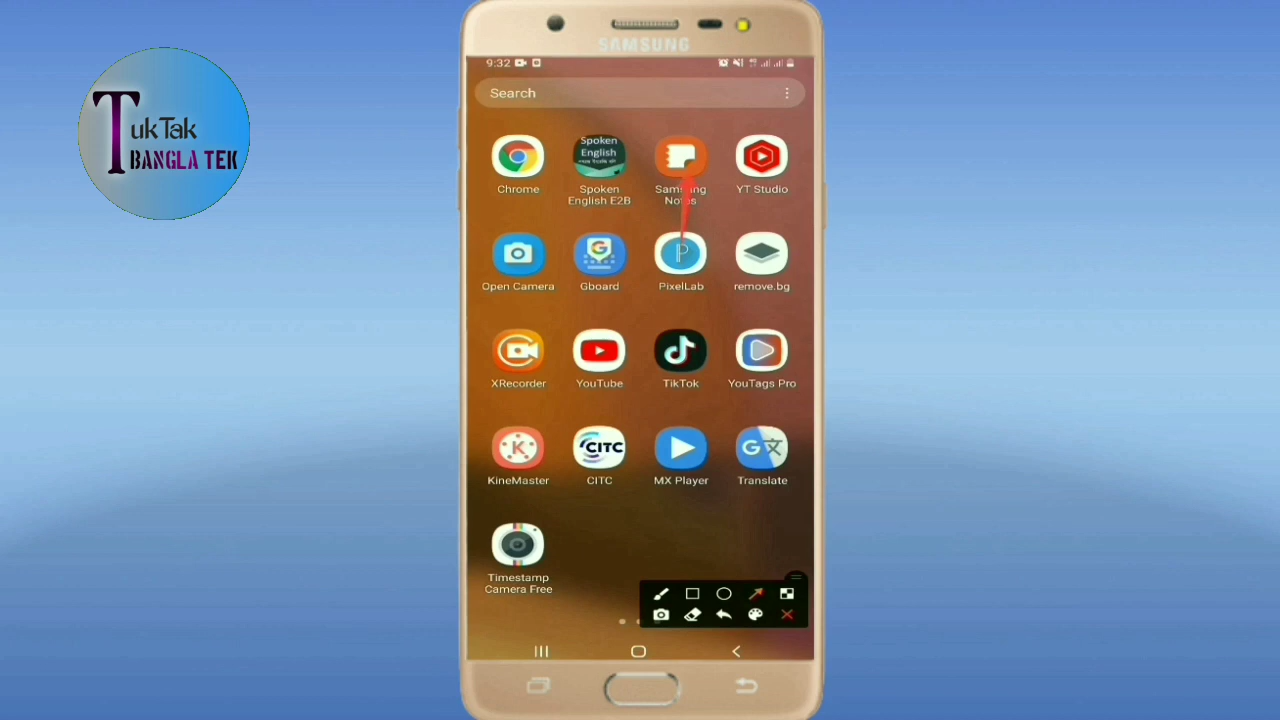 SAMSUNG
TukTak
BANGLA TEK
9:32
Search
Spoken
English
Chrome
Spoken
English E2B
Samsung
Notes
YT Studio
Open Camera
Gboard
PixelLab
remove.bg
XRecorder
YouTube
TikTok
YouTags Pro
K
CITC
G
KineMaster
CITC
MX Player
Translate
Timestamp
Camera Free